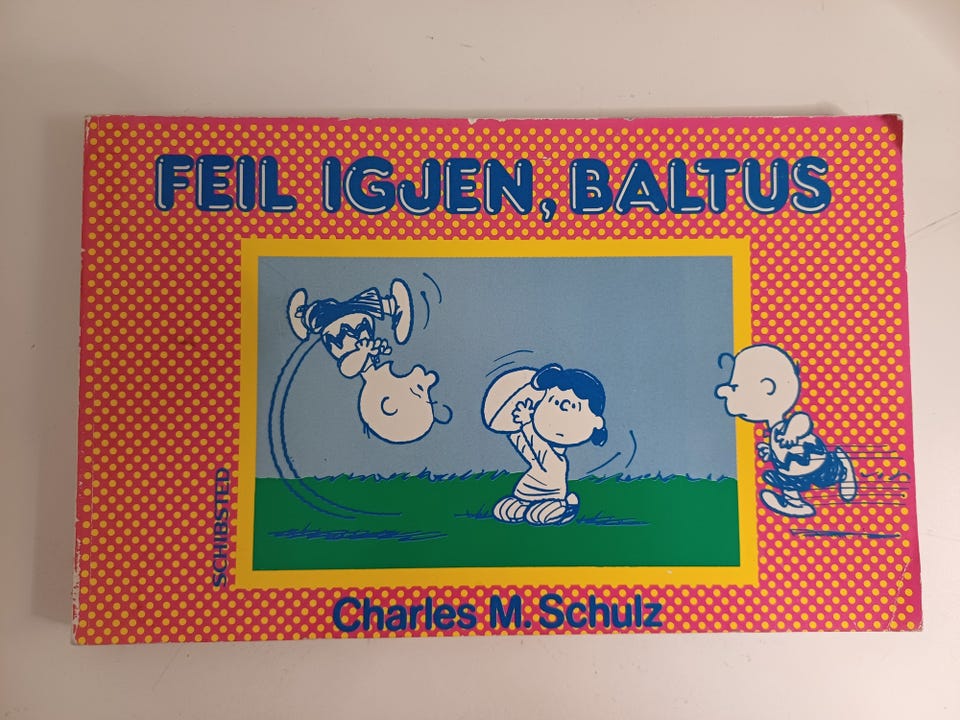 FEIL IGJEN, BALTUS
SCHIBSTED
Charles M. Schulz